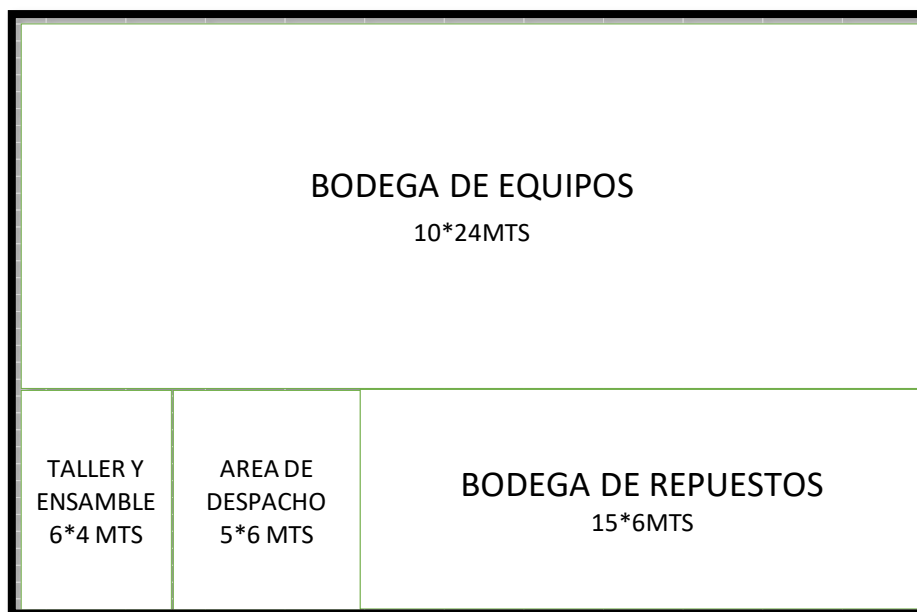 BODEGA DE EQUIPOS
10*24MTS
TALLER Y
ENSAMBLE
6*4 MTS
AREA DE
DESPACHO
5*6 MTS
BODEGA DE REPUESTOS
15*6MTS